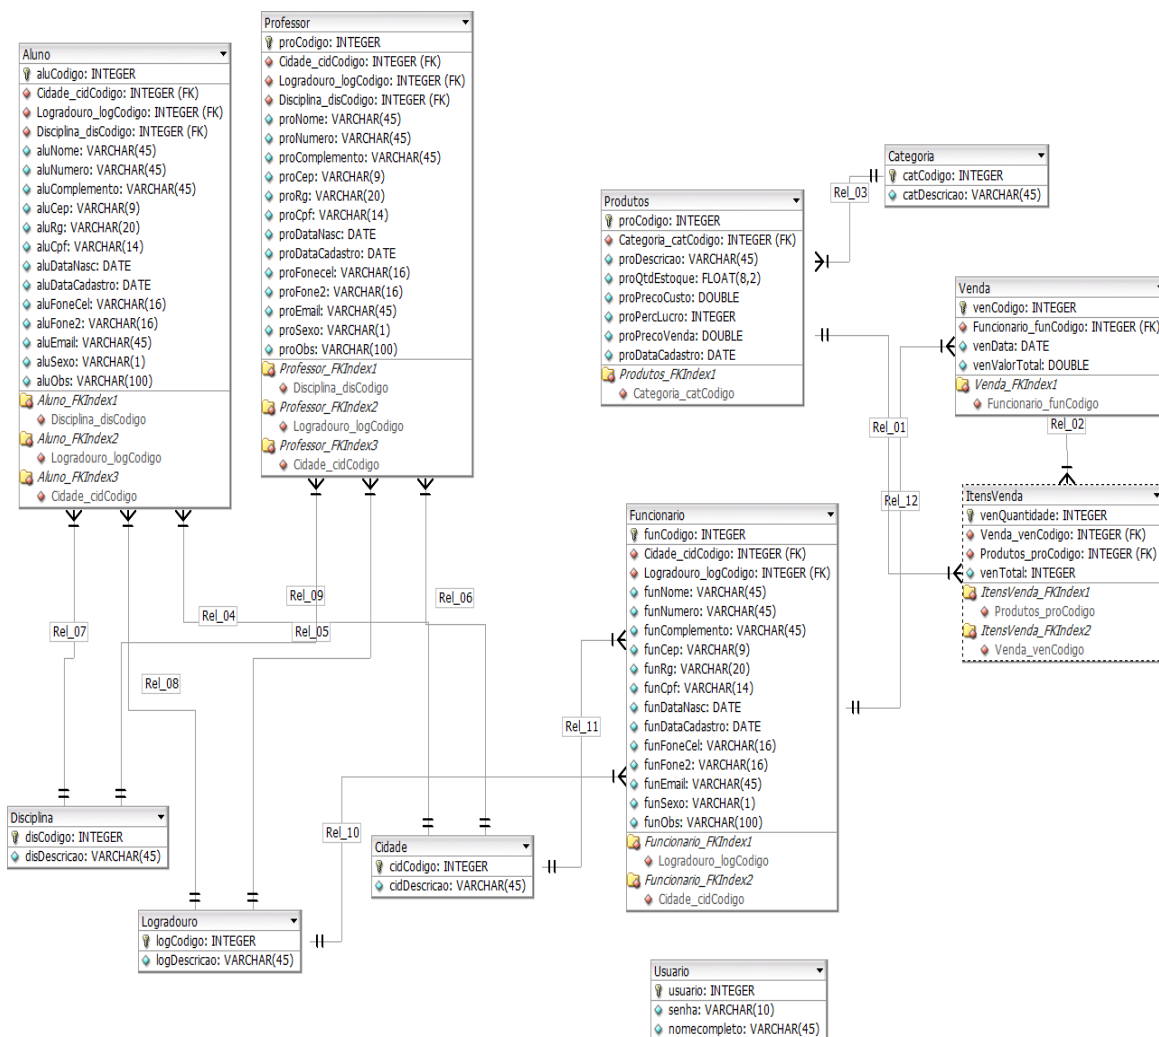 Aluno
aluCodigo: INTEGER
Cidade_cidCodigo: INTEGER (FK)
Logradouro_logCodigo: INTEGER (FK)
Disciplina_disCodigo: INTEGER (FK)
aluNome: VARCHAR(45)
aluNumero: VARCHAR(45)
aluComplemento: VARCHAR(45)
aluCep: VARCHAR(9)
aluRg: VARCHAR(20)
aluCpf: VARCHAR(14)
aluDataNasc: DATE
aluDataCadastro: DATE
aluFoneCel: VARCHAR(16)
aluFone2: VARCHAR(16)
aluEmail: VARCHAR(45)
aluSexo: VARCHAR(1)
aluObs: VARCHAR(100)
Aluno_FKIndex1
Disciplina_disCodigo
Aluno_FKIndex2
Logradouro_logCodigo
Aluno_FKIndex3
Cidade_cidCodigo
Professor
proCodigo: INTEGER
Cidade_cidCodigo: INTEGER (FK)
Logradouro_logCodigo: INTEGER (FK)
Disciplina_disCodigo: INTEGER (FK)
proNome: VARCHAR(45)
proNumero: VARCHAR(45)
proComplemento: VARCHAR(45)
proCep: VARCHAR(9)
proRg: VARCHAR(20)
proCpf: VARCHAR(14)
proDataNasc: DATE
proDataCadastro: DATE
proFonecel: VARCHAR(16)
proFone2: VARCHAR(16)
proEmail: VARCHAR(45)
proSexo: VARCHAR(1)
proObs: VARCHAR(100)
Professor_FKIndex1
Disciplina_disCodigo
Professor_FKIndex2
Logradouro_logCodigo
Professor_FKIndex3
Cidade_cidCodigo
Categoria
catCodigo: INTEGER
catDescricao: VARCHAR(45)
Rel_03
Produtos
proCodigo: INTEGER
Categoria_catCodigo: INTEGER (FK)
proDescricao: VARCHAR(45)
proQtdEstoque: FLOAT(8,2)
proPrecoCusto: DOUBLE
proPercLucro: INTEGER
proPrecoVenda: DOUBLE
proDataCadastro: DATE
Produtos_FKIndex1
Categoria_catCodigo
Venda
venCodigo: INTEGER
Funcionario_funCodigo: INTEGER (FK)
venData: DATE
venValorTotal: DOUBLE
Venda_FKIndex1
Funcionario_funCodigo
Rel_01
Rel_02
Rel_12
ItensVenda
venQuantidade: INTEGER
Venda_venCodigo: INTEGER (FK)
Produtos_proCodigo: INTEGER (FK)
venTotal: INTEGER
ItensVenda_FKIndex1
Produtos_proCodigo
ItensVenda_FKIndex2
Venda_venCodigo
Funcionario
funCodigo: INTEGER
Cidade_cidCodigo: INTEGER (FK)
Logradouro_logCodigo: INTEGER (FK)
funNome: VARCHAR(45)
funNumero: VARCHAR(45)
funComplemento: VARCHAR(45)
funCep: VARCHAR(9)
funRg: VARCHAR(20)
funCpf: VARCHAR(14)
funDataNasc: DATE
funDataCadastro: DATE
funFoneCel: VARCHAR(16)
funFone2: VARCHAR(16)
funEmail: VARCHAR(45)
funSexo: VARCHAR(1)
funObs: VARCHAR(100)
Funcionario_FKIndex1
Logradouro_logCodigo
Funcionario_FKIndex2
Cidade_cidCodigo
Rel_09
Rel_06
Rel_04
Rel_07
Rel_05
Rel_08
Rel_11
Rel_10
Disciplina
disCodigo: INTEGER
disDescricao: VARCHAR(45)
Cidade
cidCodigo: INTEGER
cidDescricao: VARCHAR(45)
Logradouro
logCodigo: INTEGER
logDescricao: VARCHAR(45)
Usuario
usuario: INTEGER
senha: VARCHAR(10)
nomecompleto: VARCHAR(45)